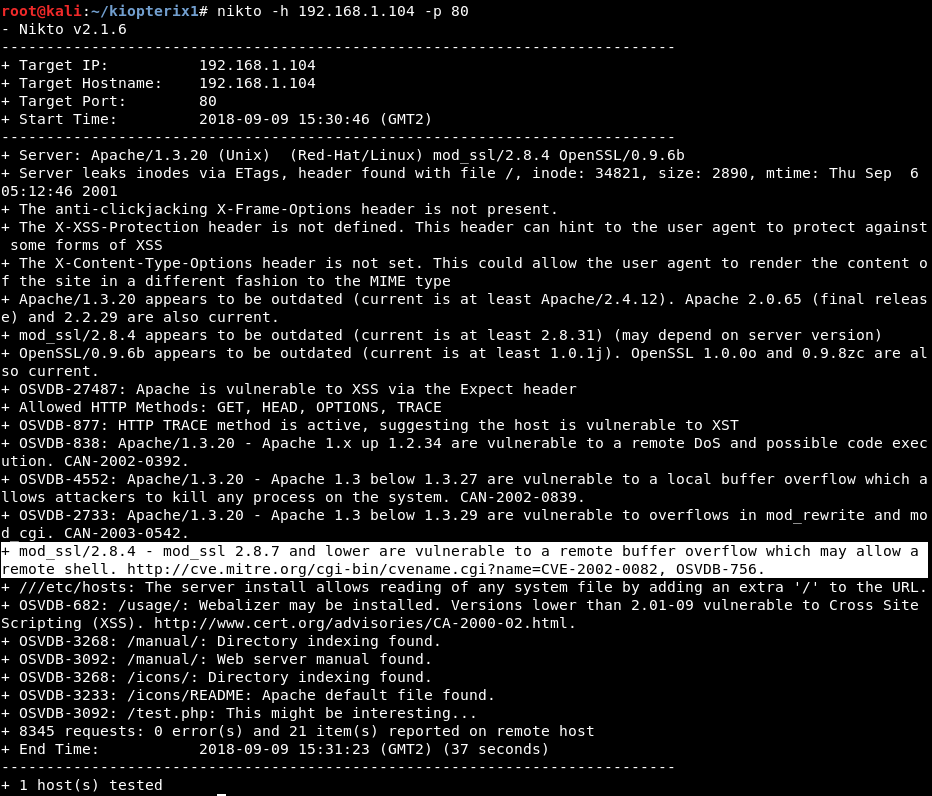 root@kali:~/kiopterix1# nikto -h 192.168.1.104 -p 80
- Nikto v2.1.6
---------------------------------------------------------------------------
+ Target IP:          192.168.1.104
+ Target Hostname:    192.168.1.104
+ Target Port:        80
+ Start Time:         2018-09-09 15:30:46 (GMT2)
---------------------------------------------------------------------------
+ Server: Apache/1.3.20 (Unix)  (Red-Hat/Linux) mod_ssl/2.8.4 OpenSSL/0.9.6b
+ Server leaks inodes via ETags, header found with file /, inode: 34821, size: 2890, mtime: Thu Sep  6
05:12:46 2001
+ The anti-clickjacking X-Frame-Options header is not present.
+ The X-XSS-Protection header is not defined. This header can hint to the user agent to protect against
 some forms of XSS
+ The X-Content-Type-Options header is not set. This could allow the user agent to render the content o
f the site in a different fashion to the MIME type
+ Apache/1.3.20 appears to be outdated (current is at least Apache/2.4.12). Apache 2.0.65 (final releas
e) and 2.2.29 are also current.
+ mod_ssl/2.8.4 appears to be outdated (current is at least 2.8.31) (may depend on server version)
+ OpenSSL/0.9.6b appears to be outdated (current is at least 1.0.1j). OpenSSL 1.0.0o and 0.9.8zc are al
so current.
+ OSVDB-27487: Apache is vulnerable to XSS via the Expect header
+ Allowed HTTP Methods: GET, HEAD, OPTIONS, TRACE
+ OSVDB-877: HTTP TRACE method is active, suggesting the host is vulnerable to XST
+ OSVDB-838: Apache/1.3.20 - Apache 1.x up 1.2.34 are vulnerable to a remote DoS and possible code exec
ution. CAN-2002-0392.
+ OSVDB-4552: Apache/1.3.20 - Apache 1.3 below 1.3.27 are vulnerable to a local buffer overflow which a
llows attackers to kill any process on the system. CAN-2002-0839.
+ OSVDB-2733: Apache/1.3.20 - Apache 1.3 below 1.3.29 are vulnerable to overflows in mod_rewrite and mo
d_cgi. CAN-2003-0542.
+ mod_ssl/2.8.4 - mod_ssl 2.8.7 and lower are vulnerable to a remote buffer overflow which may allow a
remote shell. http://cve.mitre.org/cgi-bin/cvename.cgi?name=CVE-2002-0082, OSVDB-756.
+ ///etc/hosts: The server install allows reading of any system file by adding an extra '/' to the URL.
+ OSVDB-682: /usage/: Webalizer may be installed. Versions lower than 2.01-09 vulnerable to Cross Site
Scripting (XSS). http://www.cert.org/advisories/CA-2000-02.html.
+ OSVDB-3268: /manual/: Directory indexing found.
+ OSVDB-3092: /manual/: Web server manual found.
+ OSVDB-3268: /icons/: Directory indexing found.
+ OSVDB-3233: /icons/README: Apache default file found.
+ OSVDB-3092: /test.php: This might be interesting...
+ 8345 requests: 0 error(s) and 21 item(s) reported on remote host
+ End Time:           2018-09-09 15:31:23 (GMT2) (37 seconds)
---------------------------------------------------------------------------
+ 1 host(s) tested